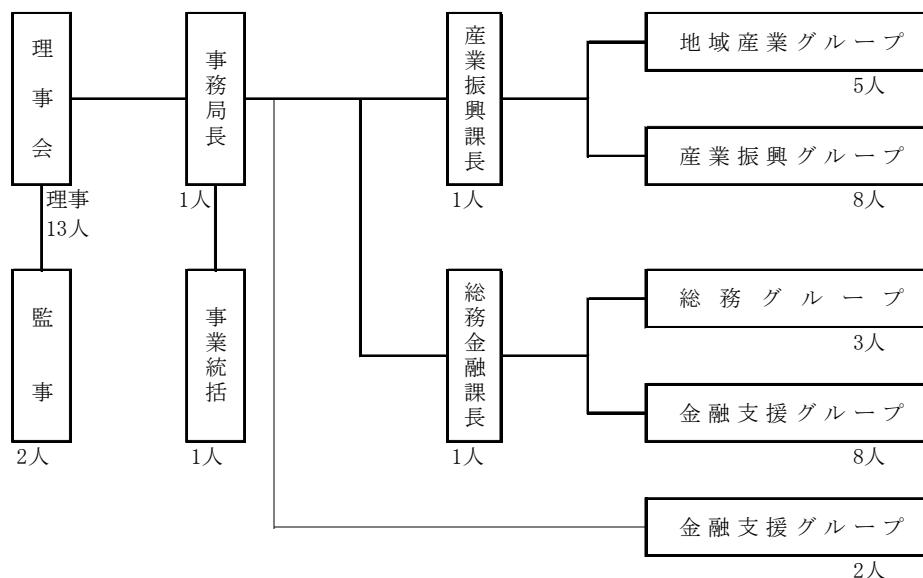 理事会
理事
13人
監事
2人
事務局長
1人
事業統括
1人
産業振興課長
1人
総務金融課長
1人
地域産業グループ
5人
産業振興グループ
8人
総務グループ
3人
金融支援グループ
8人
金融支援グループ
2人